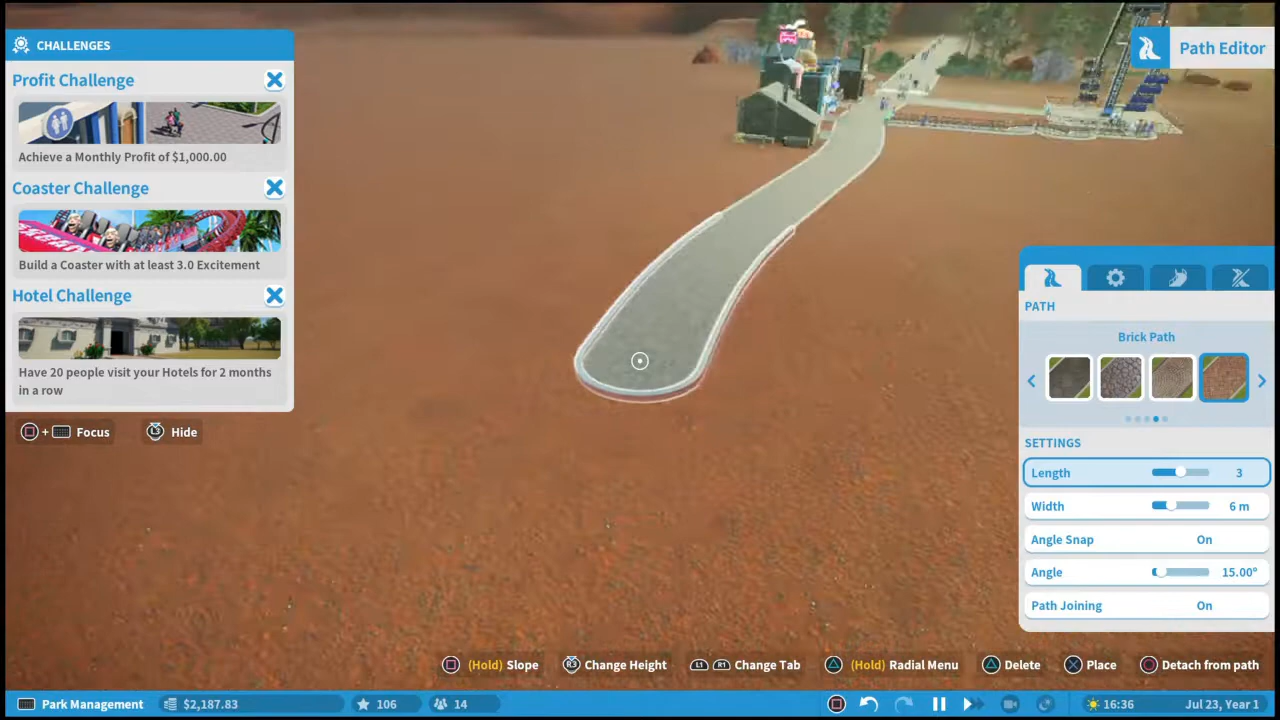 CHALLENGES
Path Editor
Profit Challenge
Achieve a Monthly Profit of $1,000.00
Coaster Challenge
Build a Coaster with at least 3.0 Excitement
Hotel Challenge
Have 20 people visit your Hotels for 2 months
in a row
+ Focus
L3 Hide
PATH
Brick Path
SETTINGS
Length 3
Width 6 m
Angle Snap On
Angle 15.00°
Path Joining On
(Hold) Slope
R3 Change Height
L1 R1 Change Tab
(Hold) Radial Menu
Delete
Place
Detach from path
Park Management
$2,187.83
106
14
16:36
Jul 23, Year 1